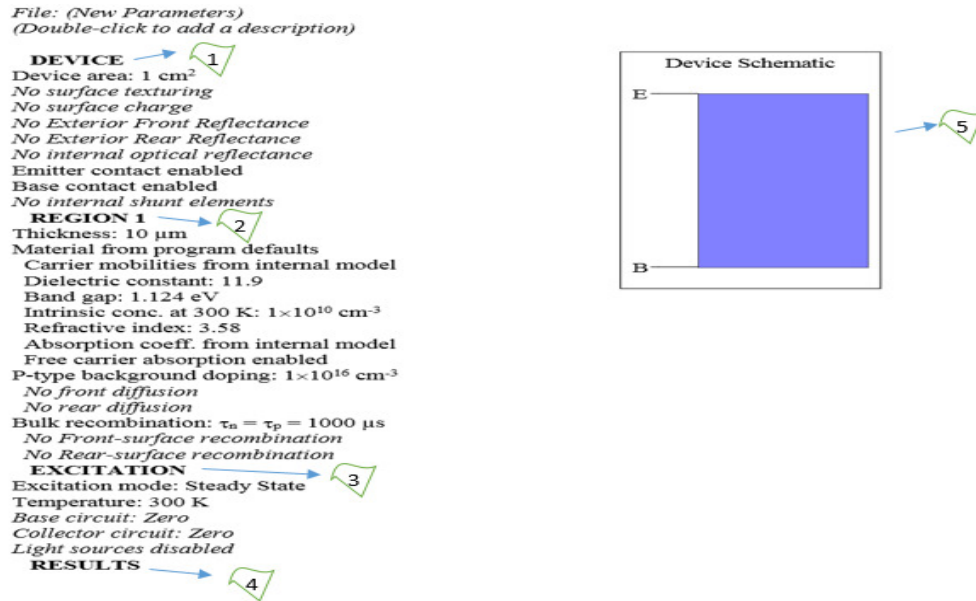 File: (New Parameters)
(Double-click to add a description)
DEVICE 1
Device area: 1 cm²
No surface texturing
No surface charge
No Exterior Front Reflectance
No Exterior Rear Reflectance
No internal optical reflectance
Emitter contact enabled
Base contact enabled
No internal shunt elements
REGION 1 2
Thickness: 10 µm
Material from program defaults
Carrier mobilities from internal model
Dielectric constant: 11.9
Band gap: 1.124 eV
Intrinsic conc. at 300 K: 1×10¹⁰ cm⁻³
Refractive index: 3.58
Absorption coeff. from internal model
Free carrier absorption enabled
P-type background doping: 1×10¹⁶ cm⁻³
No front diffusion
No rear diffusion
Bulk recombination: τₙ = τₚ = 1000 µs
No Front-surface recombination
No Rear-surface recombination
EXCITATION 3
Excitation mode: Steady State
Temperature: 300 K
Base circuit: Zero
Collector circuit: Zero
Light sources disabled
RESULTS 4
Device Schematic
E
B
5